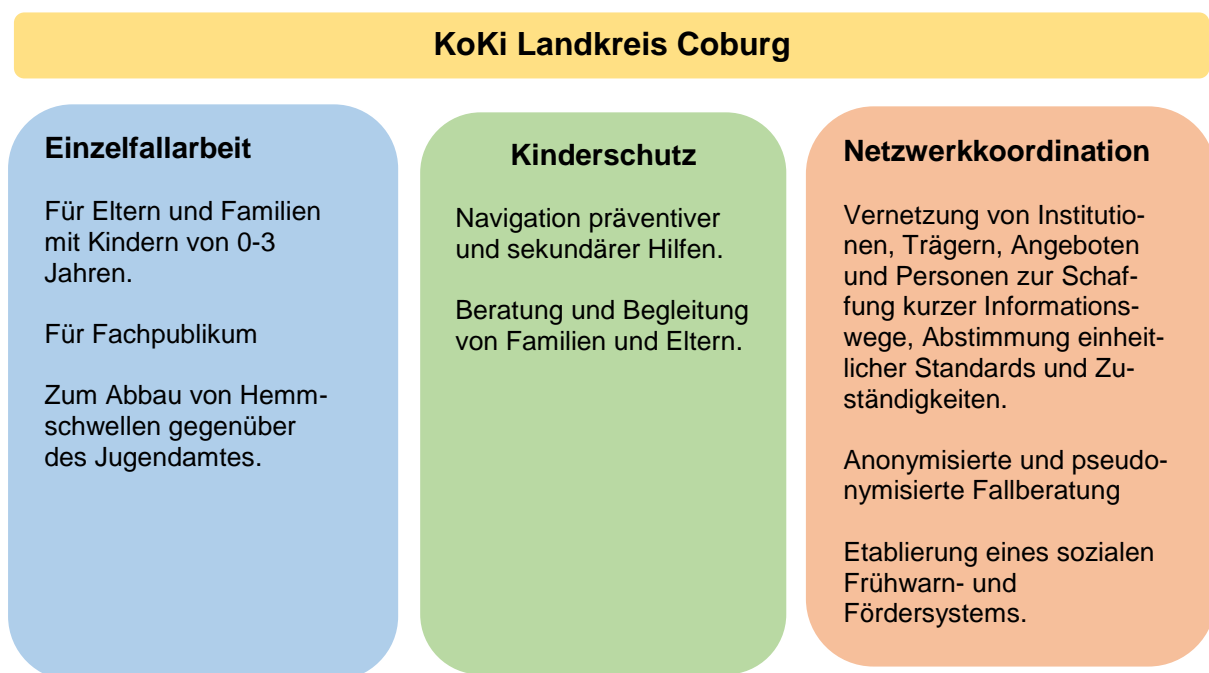 KoKi Landkreis Coburg
Einzelfallarbeit
Für Eltern und Familien
mit Kindern von 0-3
Jahren.
Für Fachpublikum
Zum Abbau von Hemm-
schwellen gegenüber
des Jugendamtes.
Kinderschutz
Navigation präventiver
und sekundärer Hilfen.
Beratung und Begleitung
von Familien und Eltern.
Netzwerkkoordination
Vernetzung von Institutio-
nen, Trägern, Angeboten
und Personen zur Schaf-
fung kurzer Informations-
wege, Abstimmung einheit-
licher Standards und Zu-
ständigkeiten.
Anonymisierte und pseudo-
nymisierte Fallberatung
Etablierung eines sozialen
Frühwarn- und
Fördersystems.